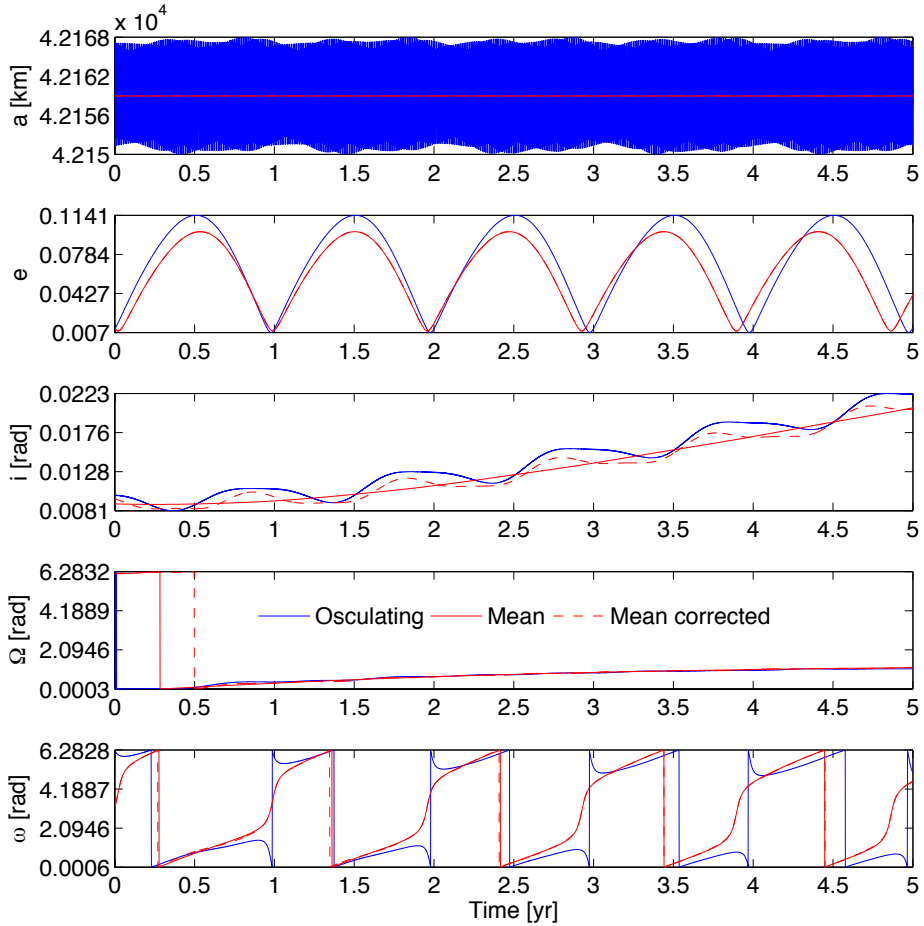 x 10^4
4.2168
4.2162
4.2156
4.215
a [km]
0 0.5 1 1.5 2 2.5 3 3.5 4 4.5 5
0.1141
0.0784
0.0427
0.007
e
0 0.5 1 1.5 2 2.5 3 3.5 4 4.5 5
0.0223
0.0176
0.0128
0.0081
i [rad]
0 0.5 1 1.5 2 2.5 3 3.5 4 4.5 5
6.2832
4.1889
2.0946
0.0003
Ω [rad]
Osculating Mean Mean corrected
0 0.5 1 1.5 2 2.5 3 3.5 4 4.5 5
6.2828
4.1887
2.0946
0.0006
ω [rad]
0 0.5 1 1.5 2 2.5 3 3.5 4 4.5 5
Time [yr]